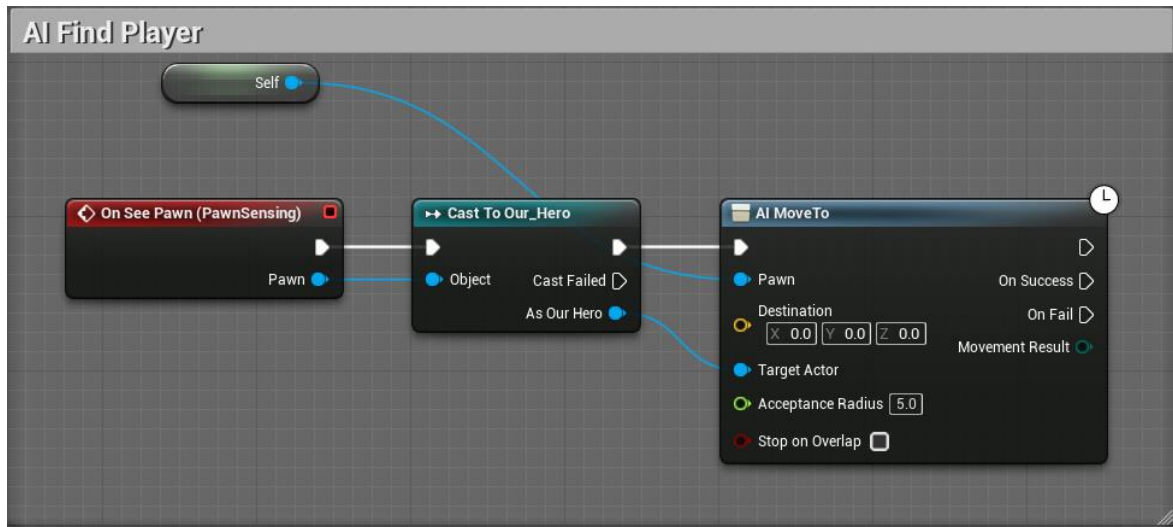 AI Find Player
Self
On See Pawn (PawnSensing)
Pawn
Cast To Our_Hero
Object
Cast Failed
As Our Hero
AI MoveTo
Pawn
On Success
Destination
X 0.0 Y 0.0 Z 0.0
On Fail
Movement Result
Target Actor
Acceptance Radius 5.0
Stop on Overlap